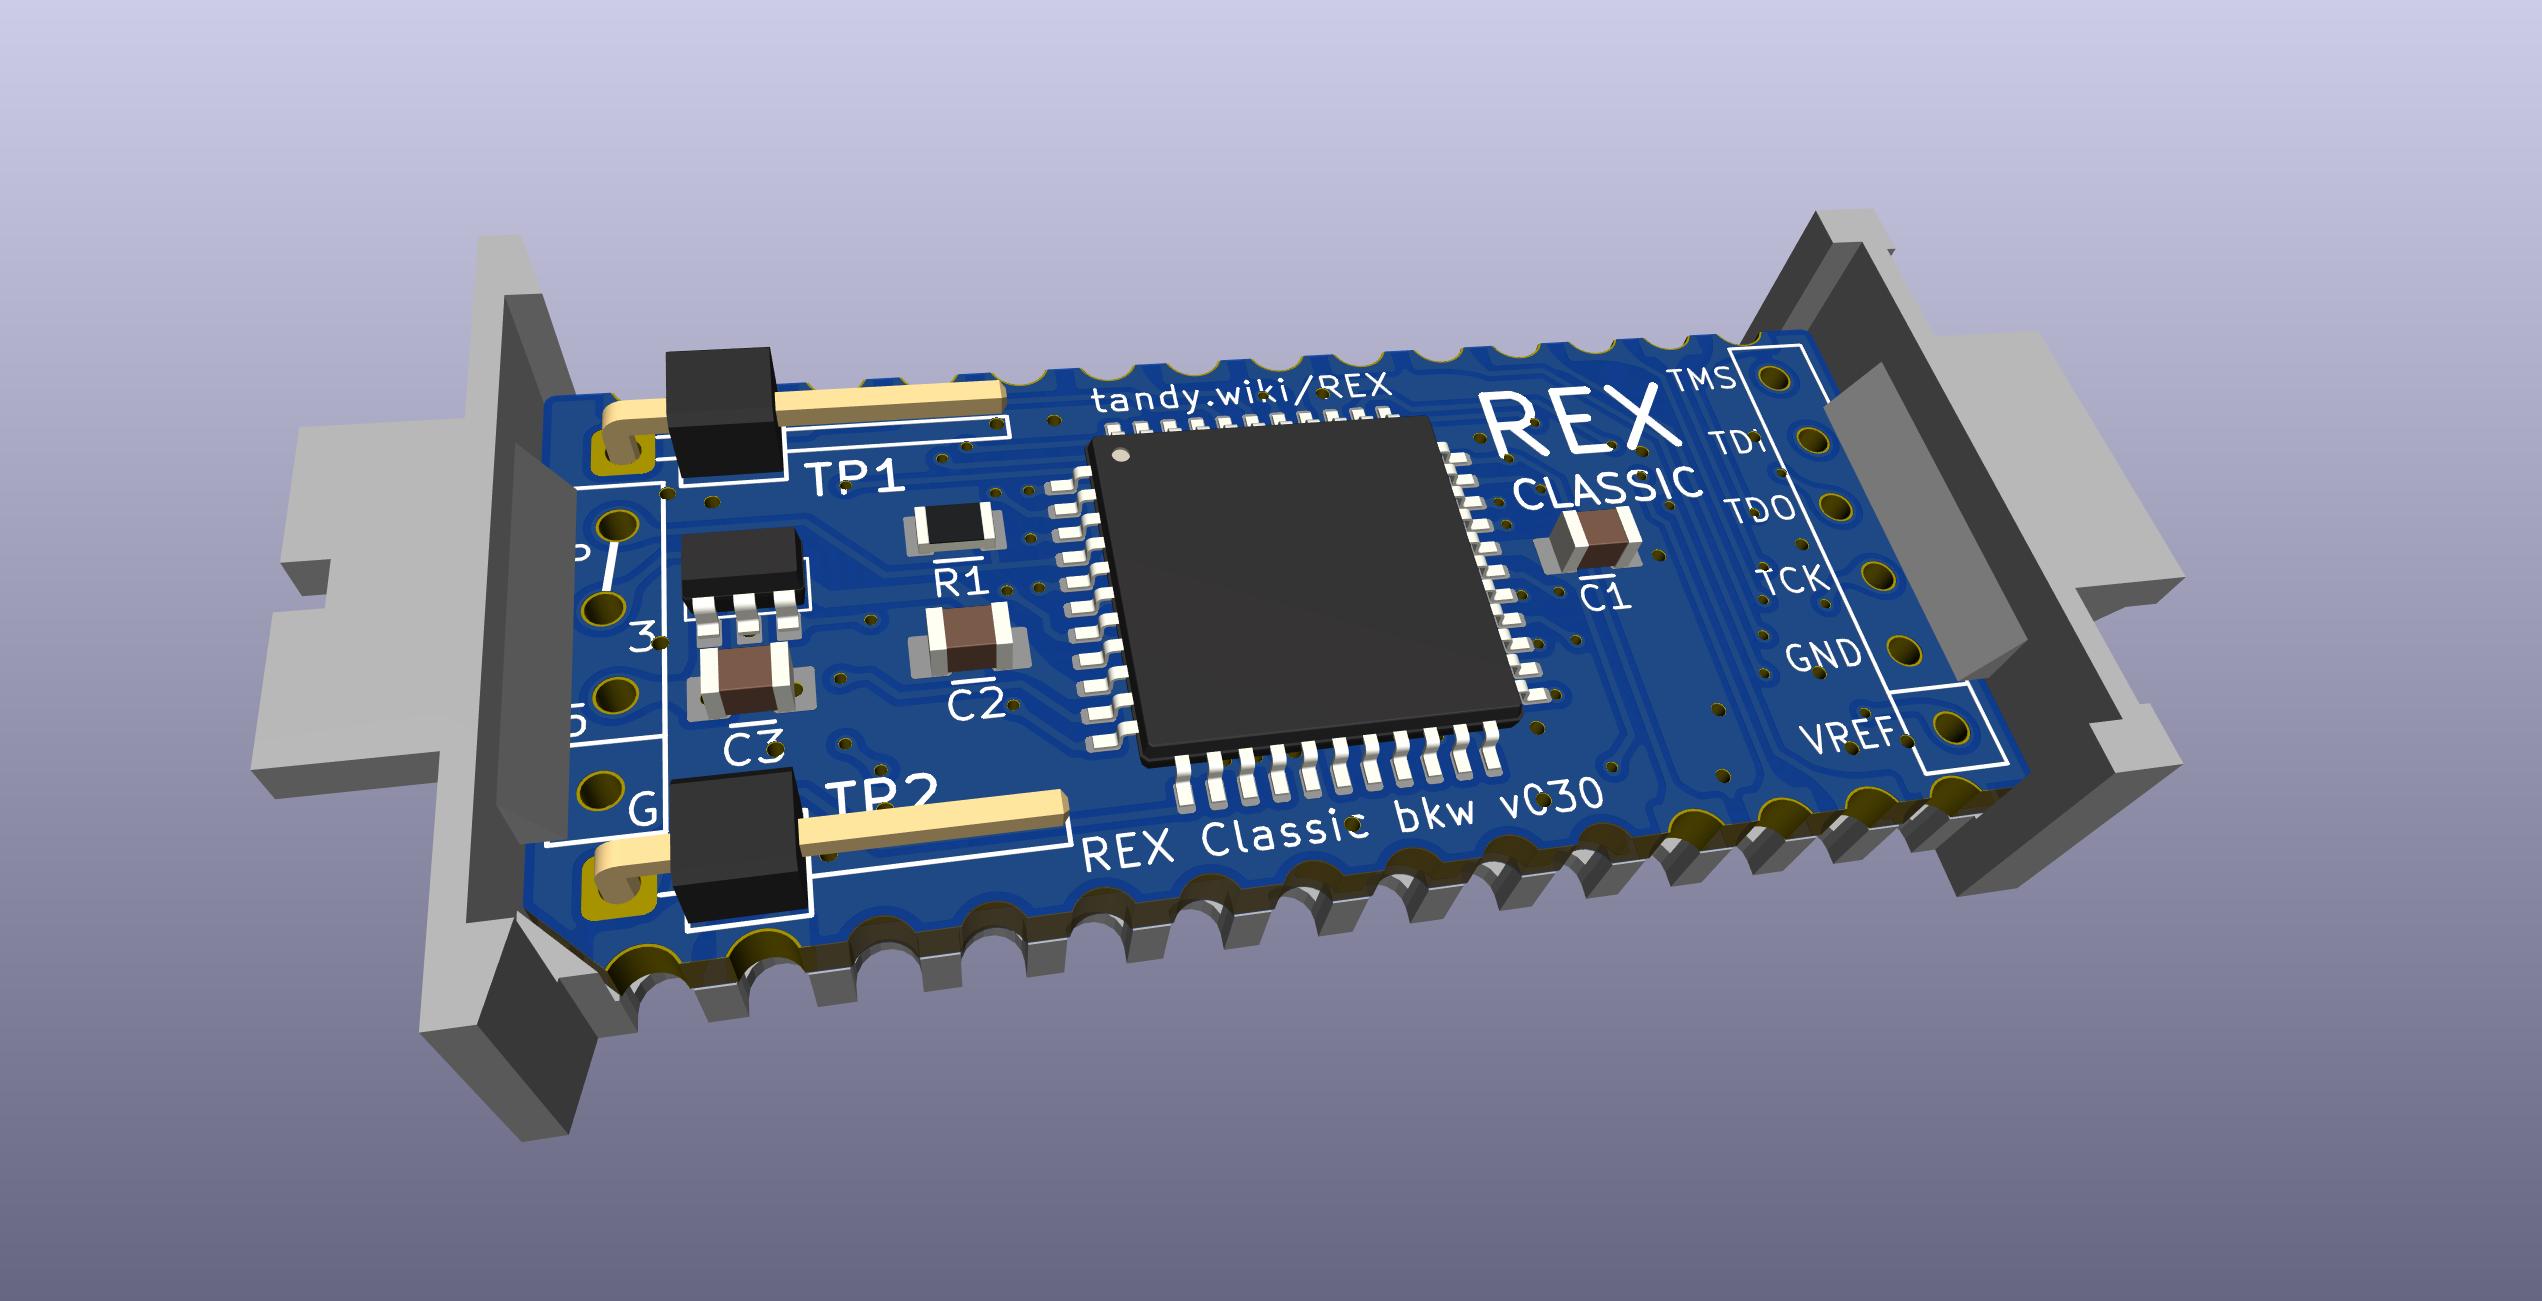 tandy.wiki/REX
REX
CLASSIC
TMS
TDi
TDO
TCK
GND
VREF
TP1
R1
C1
P
3
5
C2
C3
G
TP2
REX Classic bkw v030